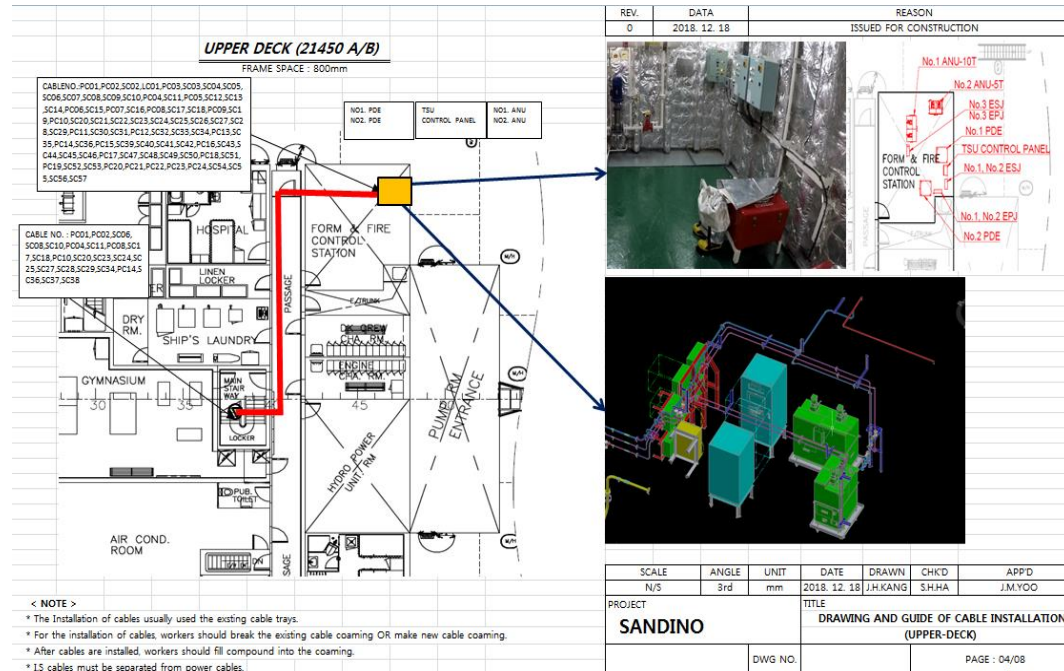 UPPER DECK (21450 A/B)
FRAME SPACE : 800mm
CABLENO.:PC01,PC02,SC02,LC01,PC03,SC03,SC04,SC05,
SC06,SC07,SC08,SC09,SC10,PC04,SC11,PC05,SC12,SC13
,SC14,PC06,SC15,PC07,SC16,PC08,SC17,SC18,PC09,SC1
9,PC10,SC20,SC21,SC22,SC23,SC24,SC25,SC26,SC27,SC2
8,SC29,PC11,SC30,SC31,PC12,SC32,SC33,SC34,PC13,SC
35,PC14,SC36,PC15,SC39,SC40,SC41,SC42,PC16,SC43,S
C44,SC45,SC46,PC17,SC47,SC48,SC49,SC50,PC18,SC51,
PC19,SC52,SC53,PC20,PC21,PC22,PC23,PC24,SC54,SC5
5,SC56,SC57
NO1. PDE
NO2. PDE
TSU
CONTROL PANEL
NO1. ANU
NO2. ANU
CABLE NO. : PC01,PC02,SC06,
SC08,SC10,PC04,SC11,PC08,SC1
7,SC18,PC10,SC20,SC23,SC24,SC
25,SC27,SC28,SC29,SC34,PC14,S
C36,SC37,SC38
HOSPITAL
FORM & FIRE
CONTROL
STATION
LINEN
LOCKER
ER
PASSAGE
E/TRUNK
DRY
RM.
SHIP'S LAUNDRY
DK CREW
CHA. RM.
ENGINE
CHA. RM.
GYMNASIUM
MAIN
STAIR
WAY
30
35
40
45
LOCKER
PUMP RM
ENTRANCE
HYDRO POWER
UNIT RM
PUB.
TOILET
AIR COND.
ROOM
DN
SAGE
M/H
M/H
M/H
M/H
< NOTE >
* The Installation of cables usually used the exsting cable trays.
* For the installation of cables, workers should break the existing cable coaming OR make new cable coaming.
* After cables are installed, workers should fill compound into the coaming.
* I.S cables must be separated from power cables.
REV. DATA REASON
0 2018. 12. 18 ISSUED FOR CONSTRUCTION
No.1 ANU-10T
No.2 ANU-5T
No.3 ESJ
No.3 EPJ
No.1 PDE
TSU CONTROL PANEL
No.1, No.2 ESJ
No.1, No.2 EPJ
No.2 PDE
FORM & FIRE
CONTROL
STATION
PASSAGE
E/TRUNK
SCALE ANGLE UNIT DATE DRAWN CHK'D APP'D
N/S 3rd mm 2018. 12. 18 J.H.KANG S.H.HA J.M.YOO
PROJECT
SANDINO
TITLE
DRAWING AND GUIDE OF CABLE INSTALLATION
(UPPER-DECK)
DWG NO. PAGE : 04/08